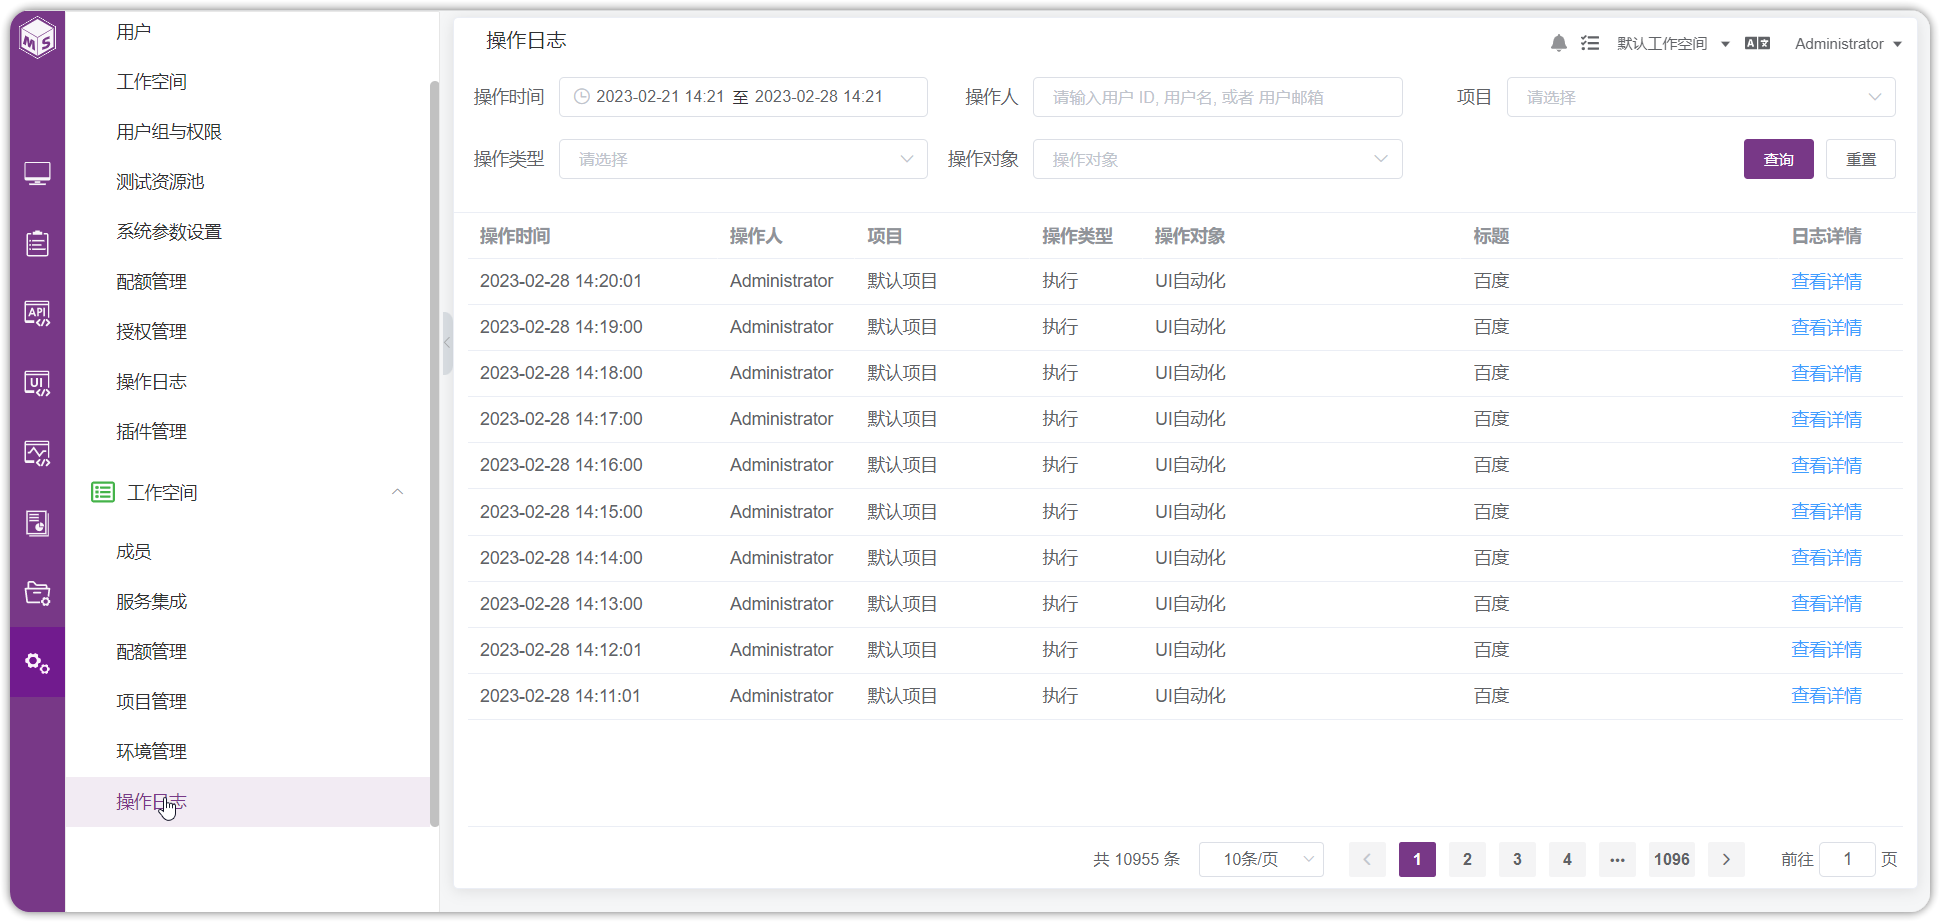 MS
用户
工作空间
用户组与权限
测试资源池
系统参数设置
配额管理
授权管理
操作日志
插件管理
工作空间
成员
服务集成
配额管理
项目管理
环境管理
操作日志
API
UI
操作日志
默认工作空间 Administrator
操作时间 2023-02-21 14:21 至 2023-02-28 14:21 操作人 请输入用户 ID, 用户名, 或者 用户邮箱 项目 请选择
操作类型 请选择 操作对象 操作对象 查询 重置
操作时间 操作人 项目 操作类型 操作对象 标题 日志详情
2023-02-28 14:20:01 Administrator 默认项目 执行 UI自动化 百度 查看详情
2023-02-28 14:19:00 Administrator 默认项目 执行 UI自动化 百度 查看详情
2023-02-28 14:18:00 Administrator 默认项目 执行 UI自动化 百度 查看详情
2023-02-28 14:17:00 Administrator 默认项目 执行 UI自动化 百度 查看详情
2023-02-28 14:16:00 Administrator 默认项目 执行 UI自动化 百度 查看详情
2023-02-28 14:15:00 Administrator 默认项目 执行 UI自动化 百度 查看详情
2023-02-28 14:14:00 Administrator 默认项目 执行 UI自动化 百度 查看详情
2023-02-28 14:13:00 Administrator 默认项目 执行 UI自动化 百度 查看详情
2023-02-28 14:12:01 Administrator 默认项目 执行 UI自动化 百度 查看详情
2023-02-28 14:11:01 Administrator 默认项目 执行 UI自动化 百度 查看详情
共 10955 条 10条/页 1 2 3 4 ... 1096 前往 1 页